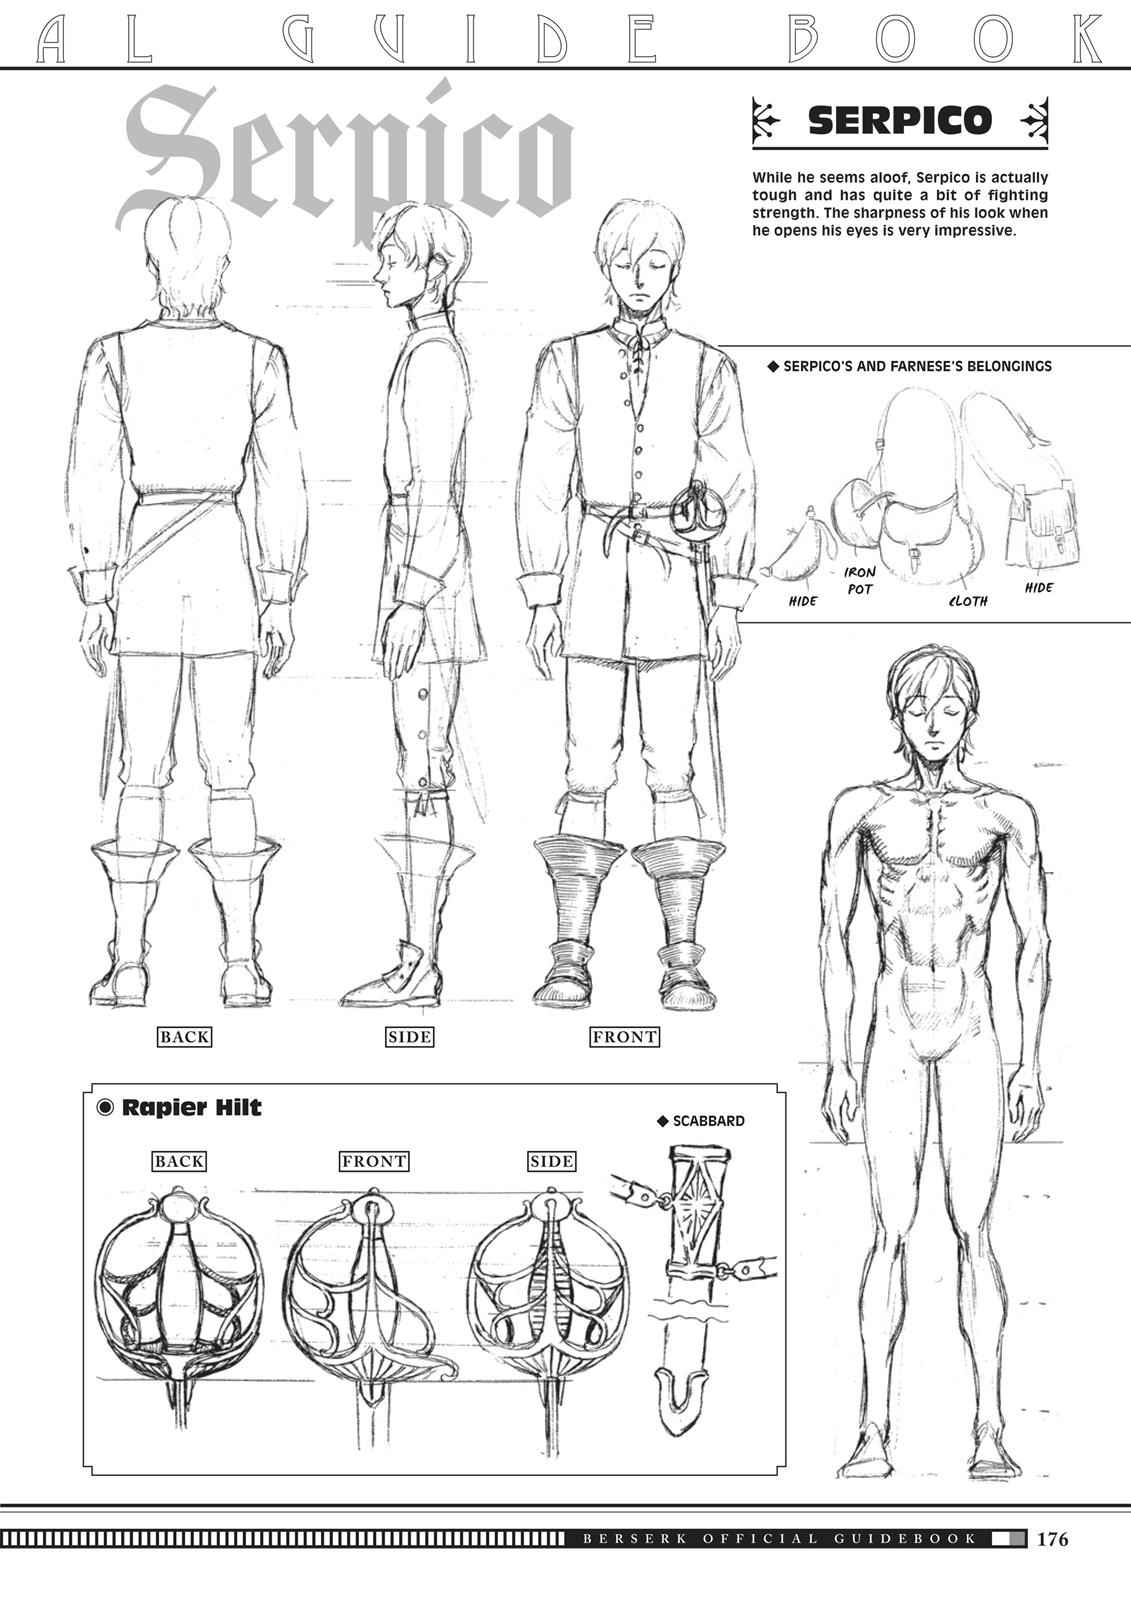 AL GUIDE BOOK
Serpico
SERPICO
While he seems aloof, Serpico is actually
tough and has quite a bit of fighting
strength. The sharpness of his look when
he opens his eyes is very impressive.
◆ SERPICO'S AND FARNESE'S BELONGINGS
HIDE
IRON
POT
CLOTH
HIDE
BACK
SIDE
FRONT
Rapier Hilt
BACK
FRONT
SIDE
◆ SCABBARD
BERSERK OFFICIAL GUIDEBOOK
176